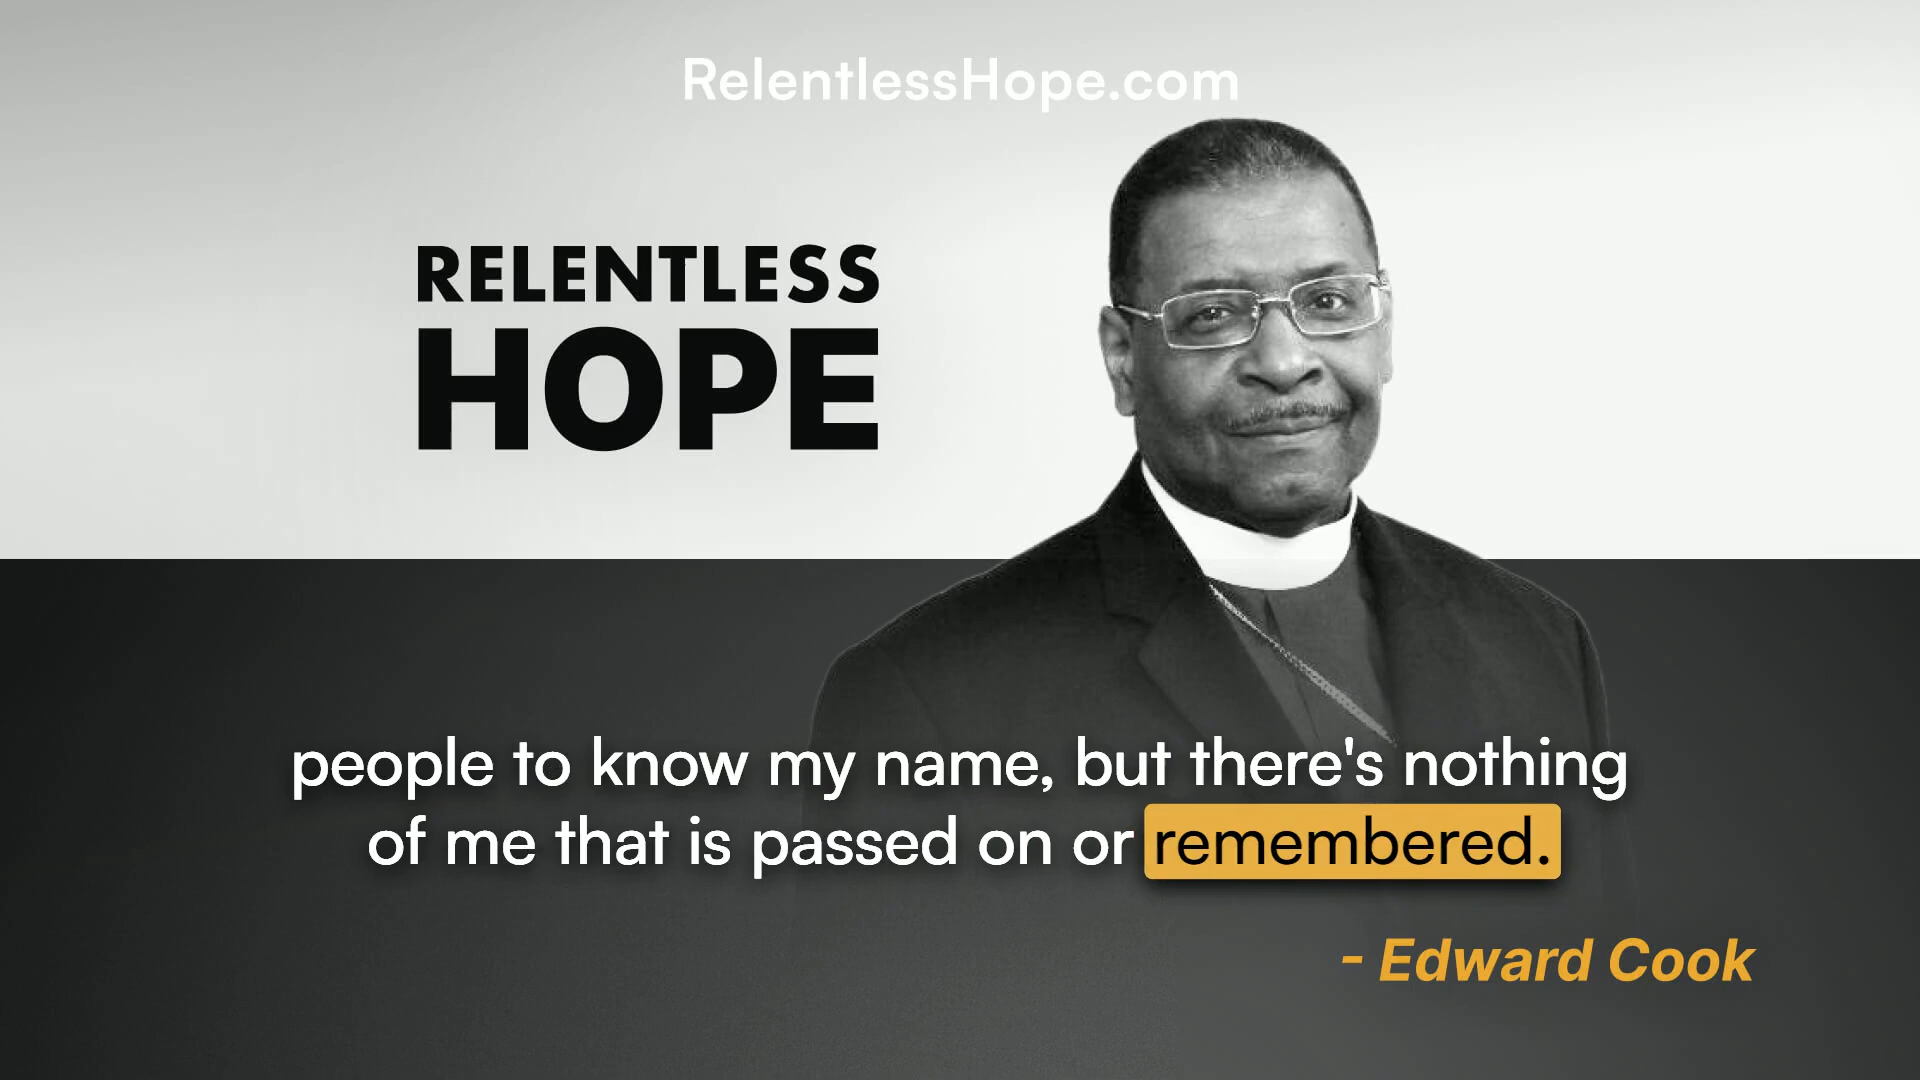 RelentlessHope.com
RELENTLESS
HOPE
people to know my name, but there's nothing
of me that is passed on or remembered.
- Edward Cook